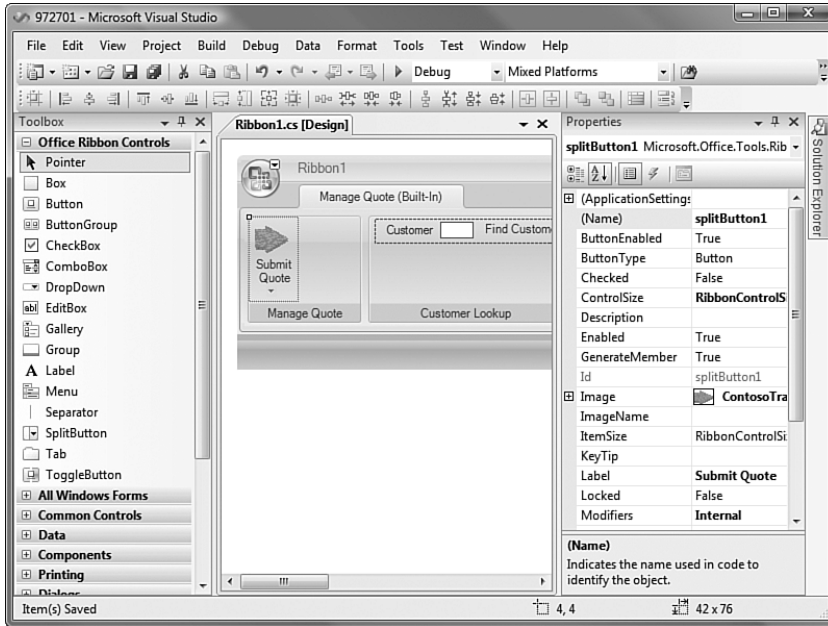 972701 - Microsoft Visual Studio
File Edit View Project Build Debug Data Format Tools Test Window Help
Debug Mixed Platforms
Toolbox
Office Ribbon Controls
Pointer
Box
Button
ButtonGroup
CheckBox
ComboBox
DropDown
EditBox
Gallery
Group
A Label
Menu
Separator
SplitButton
Tab
ToggleButton
All Windows Forms
Common Controls
Data
Components
Printing
Dialogs
Ribbon1.cs [Design]
Ribbon1
Manage Quote (Built-In)
Submit
Quote
Manage Quote
Customer Find Custom
Customer Lookup
Properties
splitButton1 Microsoft.Office.Tools.Rib
(ApplicationSettings
(Name) splitButton1
ButtonEnabled True
ButtonType Button
Checked False
ControlSize RibbonControlSi
Description
Enabled True
GenerateMember True
Id splitButton1
Image ContosoTra
ImageName
ItemSize RibbonControlSi
KeyTip
Label Submit Quote
Locked False
Modifiers Internal
(Name)
Indicates the name used in code to
identify the object.
Solution Explorer
Item(s) Saved
4, 4
42 x 76